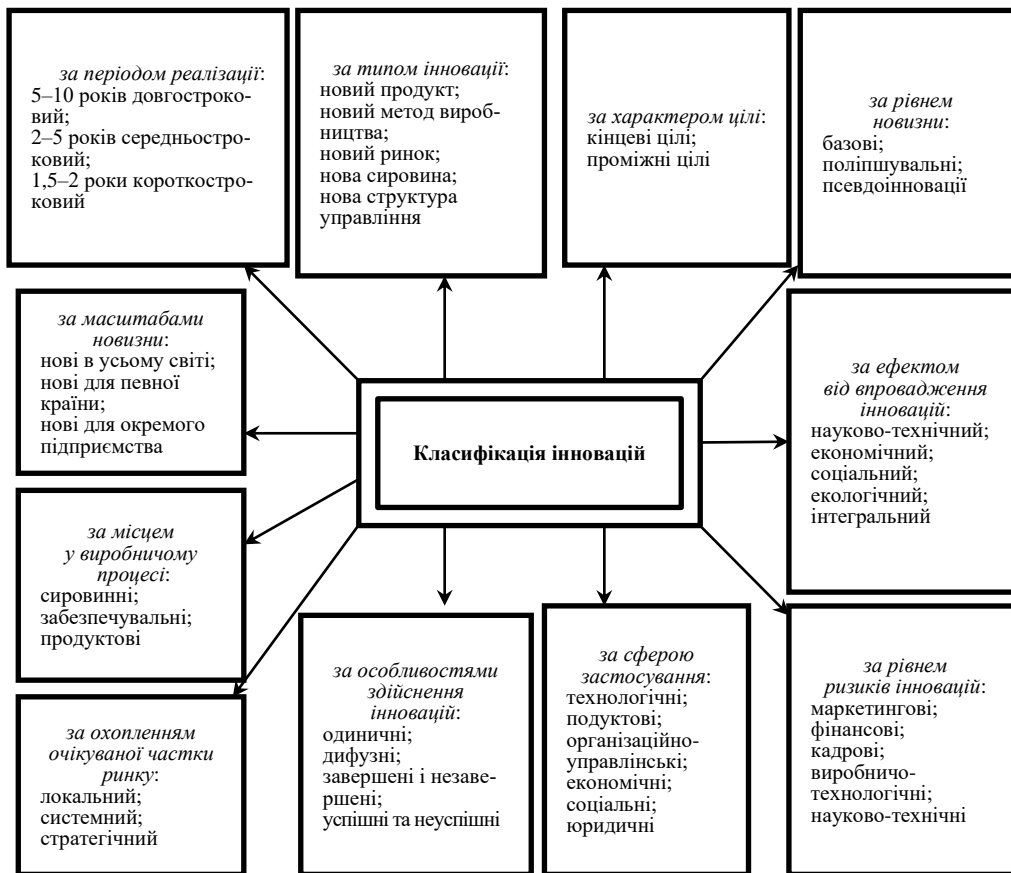 за періодом реалізації:
5–10 років довгостроко-
вий;
2–5 років середньостро-
ковий;
1,5–2 роки короткостро-
ковий
за типом інновації:
новий продукт;
новий метод вироб-
ництва;
новий ринок;
нова сировина;
нова структура
управління
за характером цілі:
кінцеві цілі;
проміжні цілі
за рівнем
новизни:
базові;
поліпшувальні;
псевдоінновації
за масштабами
новизни:
нові в усьому світі;
нові для певної
країни;
нові для окремого
підприємства
Класифікація інновацій
за ефектом
від впровадження
інновацій:
науково-технічний;
економічний;
соціальний;
екологічний;
інтегральний
за місцем
у виробничому
процесі:
сировинні;
забезпечувальні;
продуктові
за охопленням
очікуваної частки
ринку:
локальний;
системний;
стратегічний
за особливостями
здійснення
інновацій:
одиничні;
дифузні;
завершені і незаве-
ршені;
успішні та неуспішні
за сферою
застосування:
технологічні;
подуктові;
організаційно-
управлінські;
економічні;
соціальні;
юридичні
за рівнем
ризиків інновацій:
маркетингові;
фінансові;
кадрові;
виробничо-
технологічні;
науково-технічні